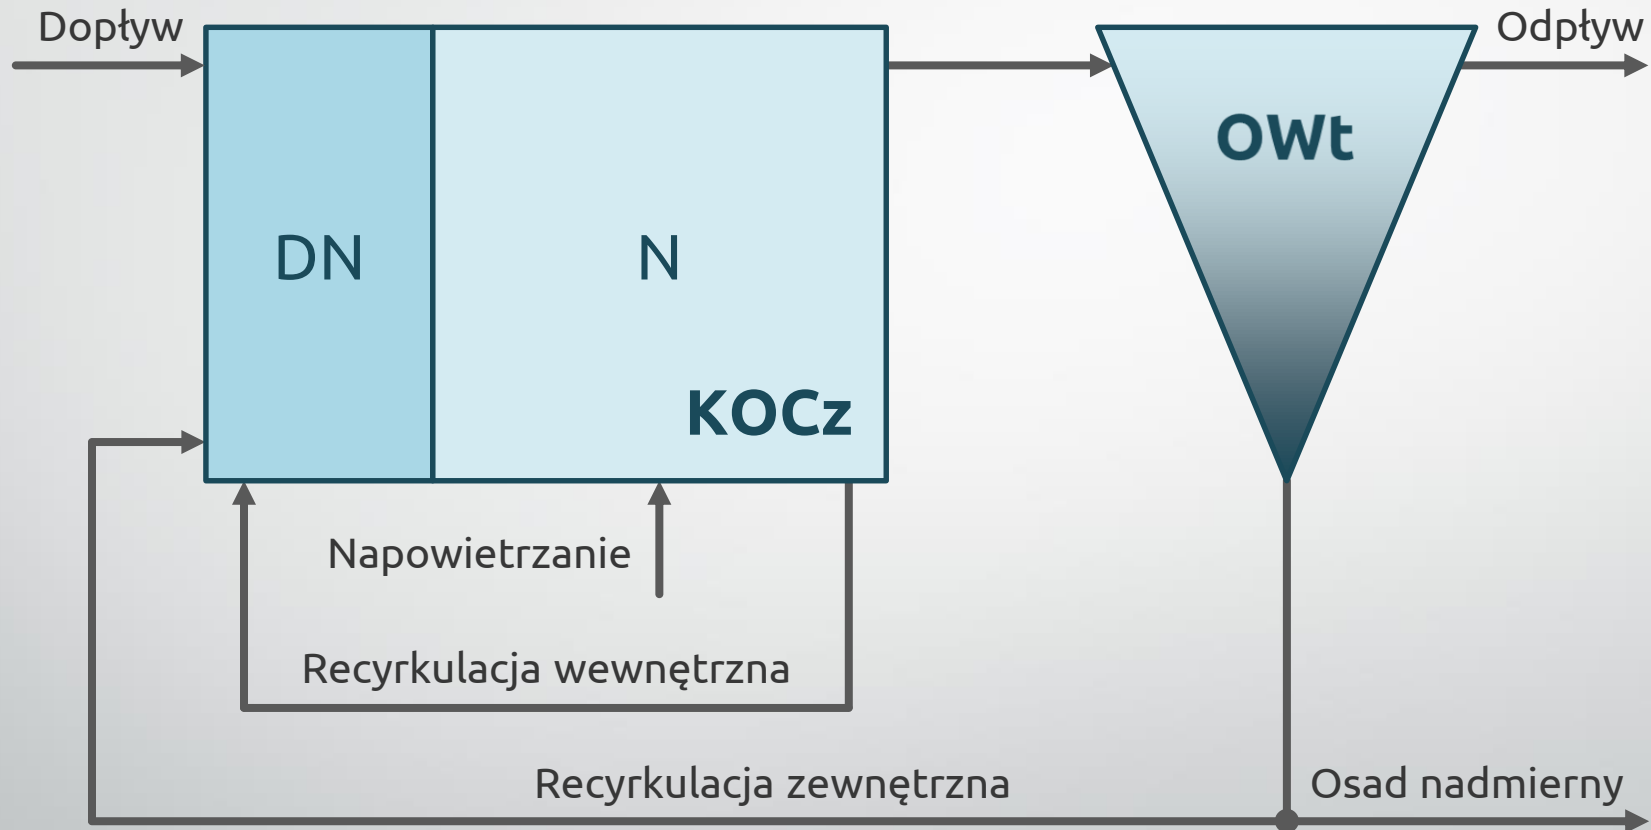 Dopływ
Odpływ
OWt
DN
N
KOCz
Napowietrzanie
Recyrkulacja wewnętrzna
Recyrkulacja zewnętrzna
Osad nadmierny